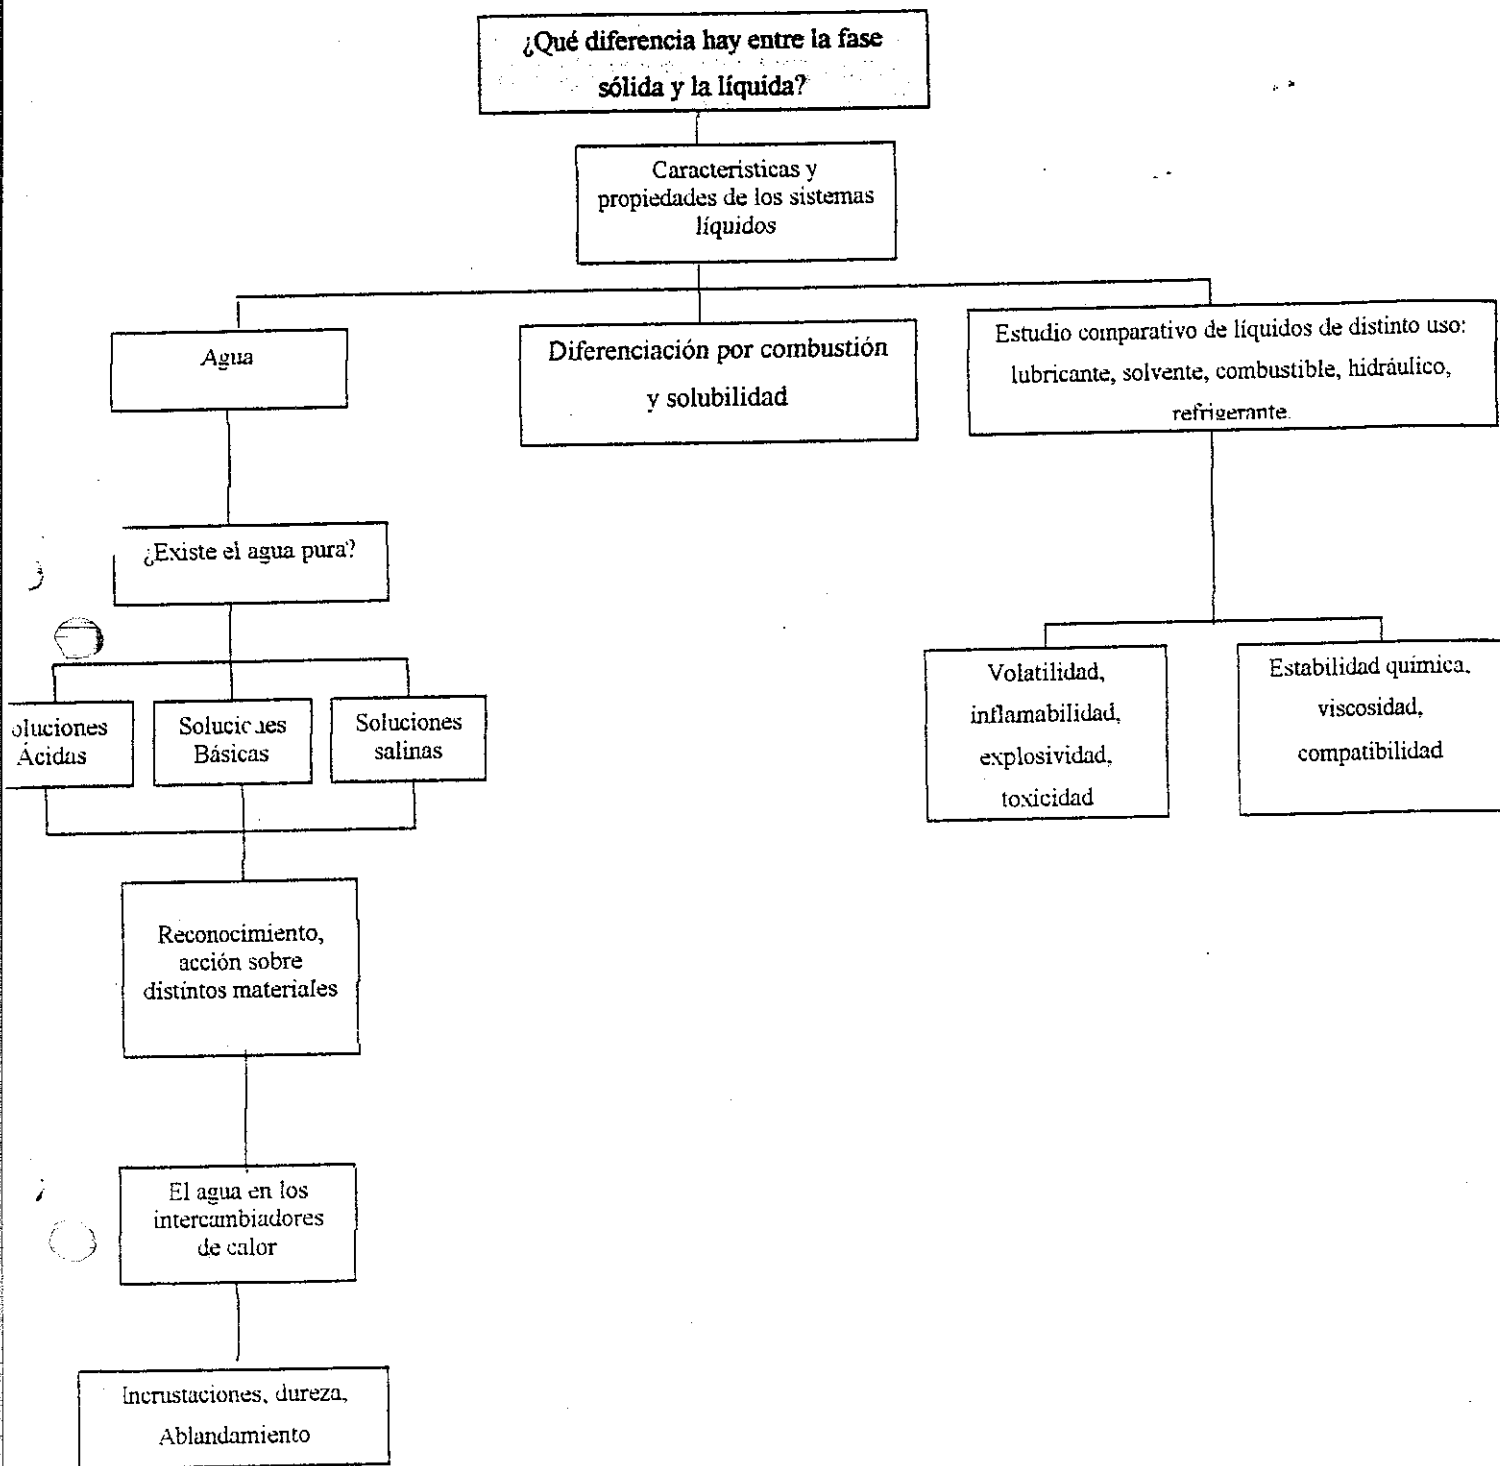 ¿Qué diferencia hay entre la fase
sólida y la líquida?
Caracteristicas y
propiedades de los sistemas
líquidos
Agua
Diferenciación por combustión
y solubilidad
Estudio comparativo de líquidos de distinto uso:
lubricante, solvente, combustible, hidráulico,
refrigerante.
¿Existe el agua pura?
oluciones
Ácidas
Soluciones
Básicas
Soluciones
salinas
Volatilidad,
inflamabilidad,
explosividad,
toxicidad
Estabilidad química,
viscosidad,
compatibilidad
Reconocimiento,
acción sobre
distintos materiales
El agua en los
intercambiadores
de calor
Incrustaciones, dureza,
Ablandamiento